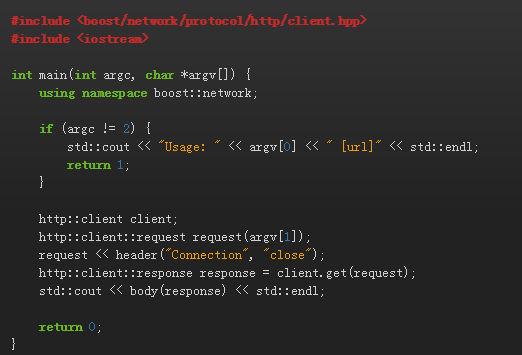 #include <boost/network/protocol/http/client.hpp>
#include <iostream>

int main(int argc, char *argv[]) {
    using namespace boost::network;

    if (argc != 2) {
        std::cout << "Usage: " << argv[0] << " [url]" << std::endl;
        return 1;
    }

    http::client client;
    http::client::request request(argv[1]);
    request << header("Connection", "close");
    http::client::response response = client.get(request);
    std::cout << body(response) << std::endl;

    return 0;
}